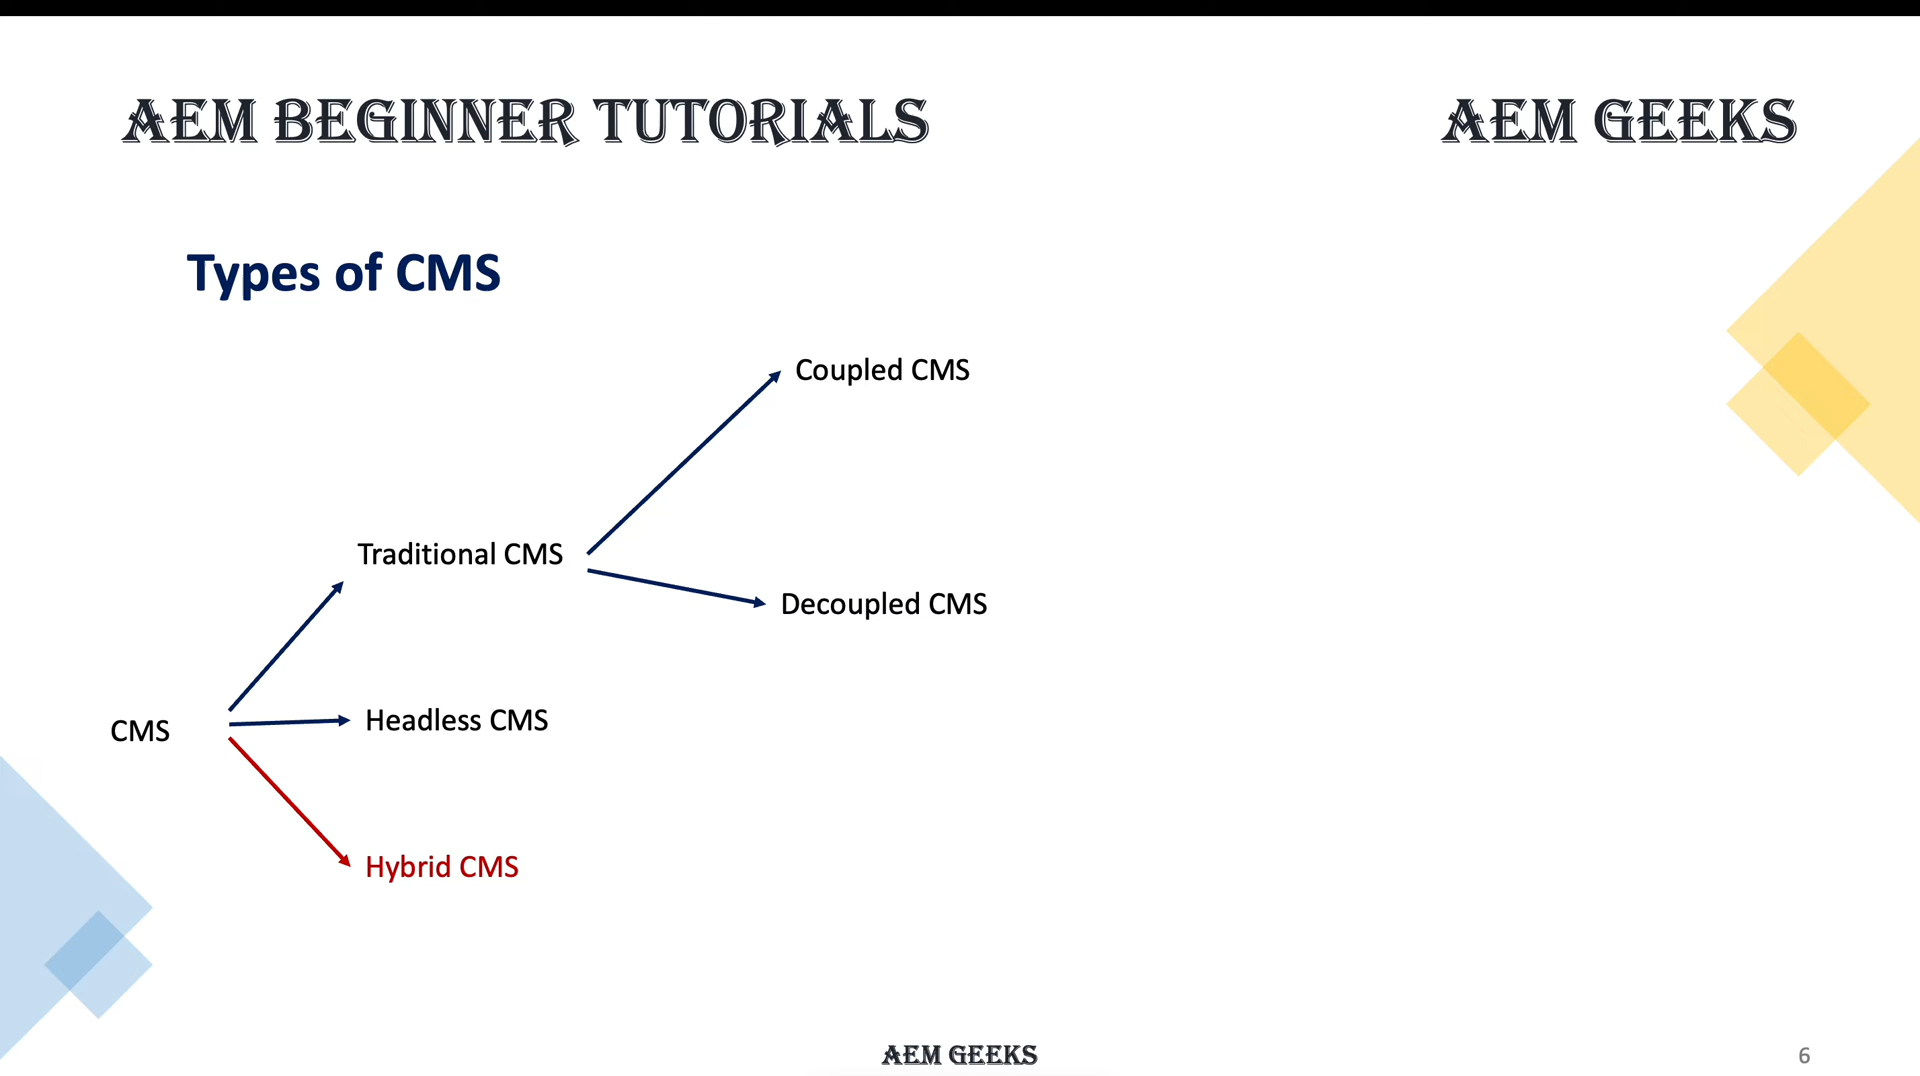 AEM BEGINNER TUTORIALS
AEM GEEKS
Types of CMS
Coupled CMS
Traditional CMS
Decoupled CMS
CMS
Headless CMS
Hybrid CMS
AEM GEEKS
6